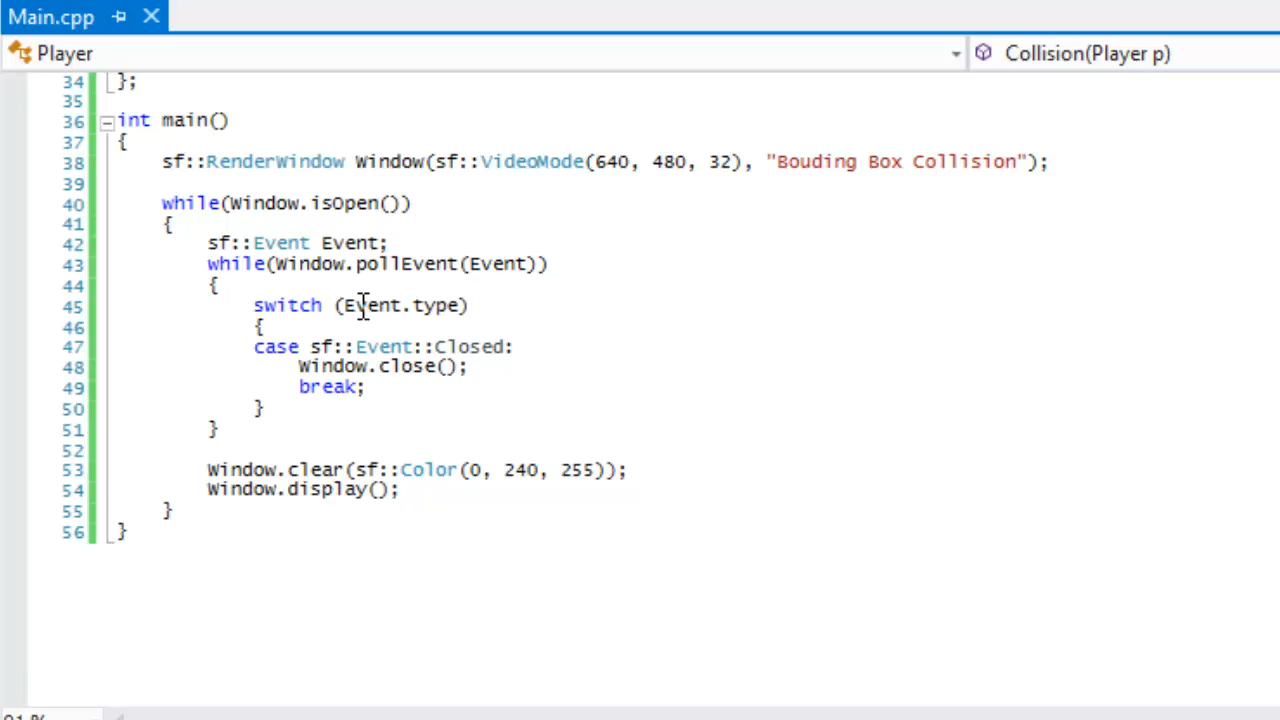 Main.cpp
Player
Collision(Player p)
34 };
35
36 int main()
37 {
38 sf::RenderWindow Window(sf::VideoMode(640, 480, 32), "Bouding Box Collision");
39
40 while(Window.isOpen())
41 {
42 sf::Event Event;
43 while(Window.pollEvent(Event))
44 {
45 switch (Event.type)
46 {
47 case sf::Event::Closed:
48 Window.close();
49 break;
50 }
51 }
52
53 Window.clear(sf::Color(0, 240, 255));
54 Window.display();
55 }
56 }